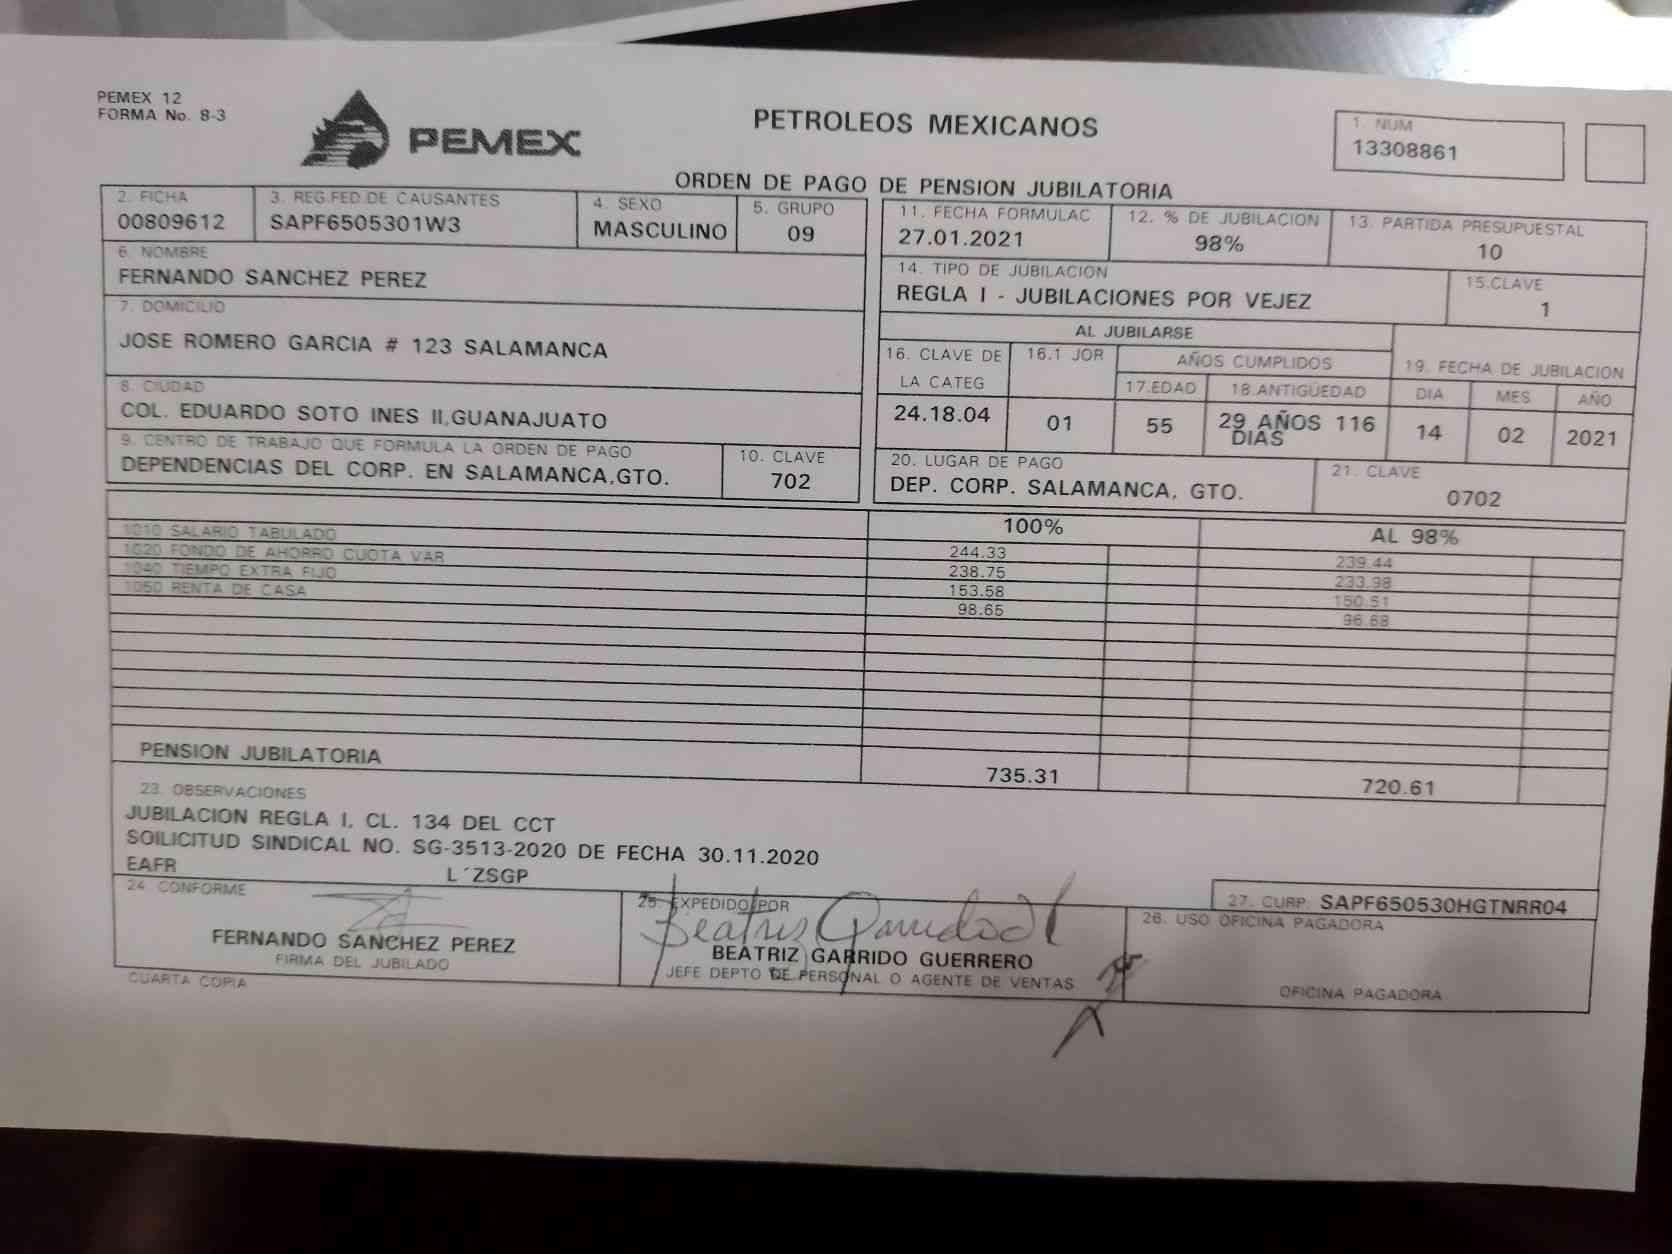 PEMEX 12
FORMA No. 8-3
PEMEX
PETROLEOS MEXICANOS
ORDEN DE PAGO DE PENSION JUBILATORIA
1. NUM
13308861
2. FICHA
00809612
3. REG.FED.DE CAUSANTES
SAPF6505301W3
4. SEXO
MASCULINO
5. GRUPO
09
6. NOMBRE
FERNANDO SANCHEZ PEREZ
7. DOMICILIO
JOSE ROMERO GARCIA # 123 SALAMANCA
8. CIUDAD
COL. EDUARDO SOTO INES II,GUANAJUATO
9. CENTRO DE TRABAJO QUE FORMULA LA ORDEN DE PAGO
DEPENDENCIAS DEL CORP. EN SALAMANCA,GTO.
10. CLAVE
702
11. FECHA FORMULAC
27.01.2021
12. % DE JUBILACION
98%
13. PARTIDA PRESUPUESTAL
10
14. TIPO DE JUBILACION
REGLA I - JUBILACIONES POR VEJEZ
15.CLAVE
1
AL JUBILARSE
16. CLAVE DE
LA CATEG
24.18.04
16.1 JOR
01
AÑOS CUMPLIDOS
17.EDAD
55
18.ANTIGÜEDAD
29 AÑOS 116
DIAS
19. FECHA DE JUBILACION
DIA MES AÑO
14 02 2021
20. LUGAR DE PAGO
DEP. CORP. SALAMANCA, GTO.
21. CLAVE
0702
100% AL 98%
1010 SALARIO TABULADO 244.33 239.44
1020 FONDO DE AHORRO CUOTA VAR 238.75 233.98
1040 TIEMPO EXTRA FIJO 153.58 150.51
1050 RENTA DE CASA 98.65 96.68
PENSION JUBILATORIA 735.31 720.61
23. OBSERVACIONES
JUBILACION REGLA I, CL. 134 DEL CCT
SOILICITUD SINDICAL NO. SG-3513-2020 DE FECHA 30.11.2020
EAFR L´ZSGP
24. CONFORME
FERNANDO SANCHEZ PEREZ
FIRMA DEL JUBILADO
25. EXPEDIDO POR
Beatriz Garrido
BEATRIZ GARRIDO GUERRERO
JEFE DEPTO DE PERSONAL O AGENTE DE VENTAS
27. CURP. SAPF650530HGTNRR04
26. USO OFICINA PAGADORA
OFICINA PAGADORA
CUARTA COPIA